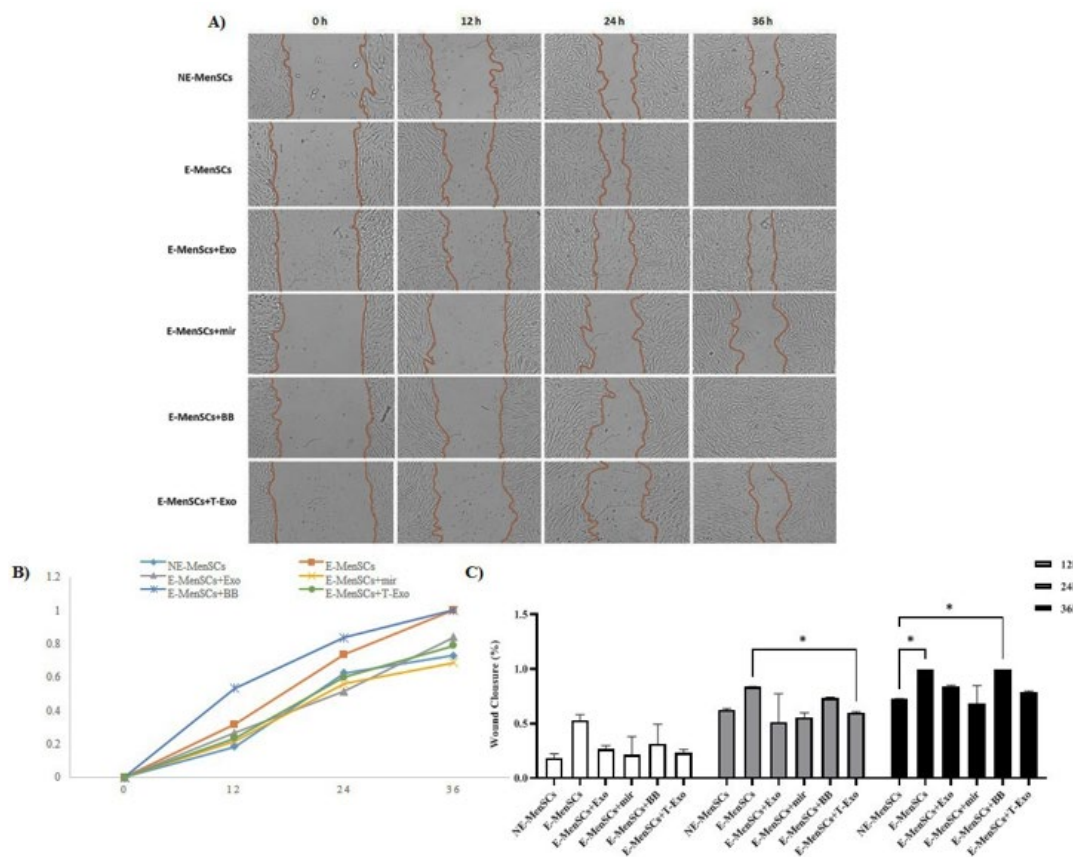 A)
0 h 12 h 24 h 36 h
NE-MenSCs
E-MenSCs
E-MenScs+Exo
E-MenSCs+mir
E-MenSCs+BB
E-MenSCs+T-Exo
B)
NE-MenSCs E-MenSCs
E-MenSCs+Exo E-MenSCs+mir
E-MenSCs+BB E-MenSCs+T-Exo
1.2
1
0.8
0.6
0.4
0.2
0
0 12 24 36
C)
12h
24h
36h
Wound Clousure (%)
1.5
1.0
0.5
0.0
* * *
NE-MenSCs E-MenSCs E-MenSCs+Exo E-MenSCs+mir E-MenSCs+BB E-MenSCs+T-Exo NE-MenSCs E-MenSCs E-MenSCs+Exo E-MenSCs+mir E-MenSCs+BB E-MenSCs+T-Exo NE-MenSCs E-MenSCs E-MenSCs+Exo E-MenSCs+mir E-MenSCs+BB E-MenSCs+T-Exo